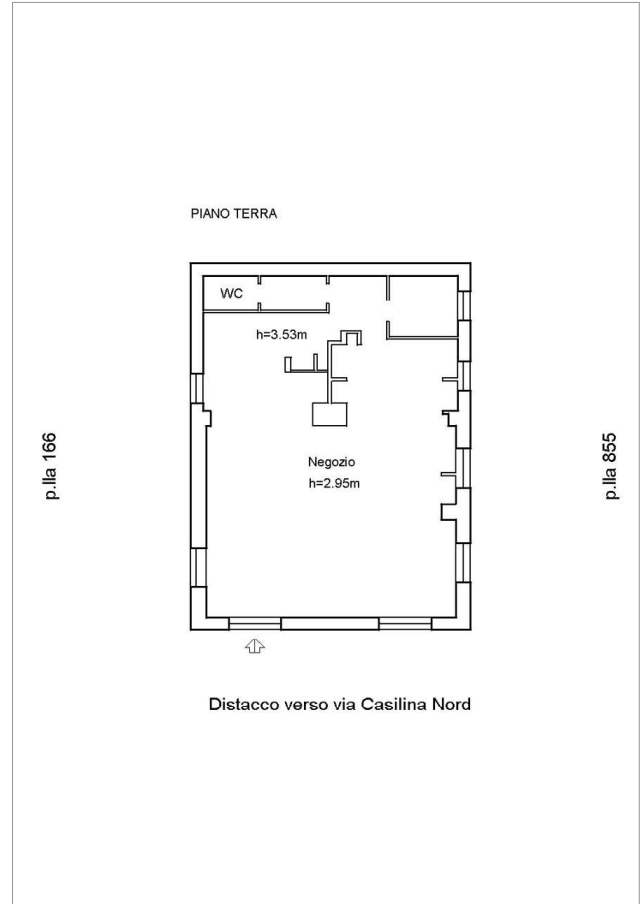 PIANO TERRA
WC
h=3.53m
p.lla 166
Negozio
h=2.95m
p.lla 855
Distacco verso via Casilina Nord